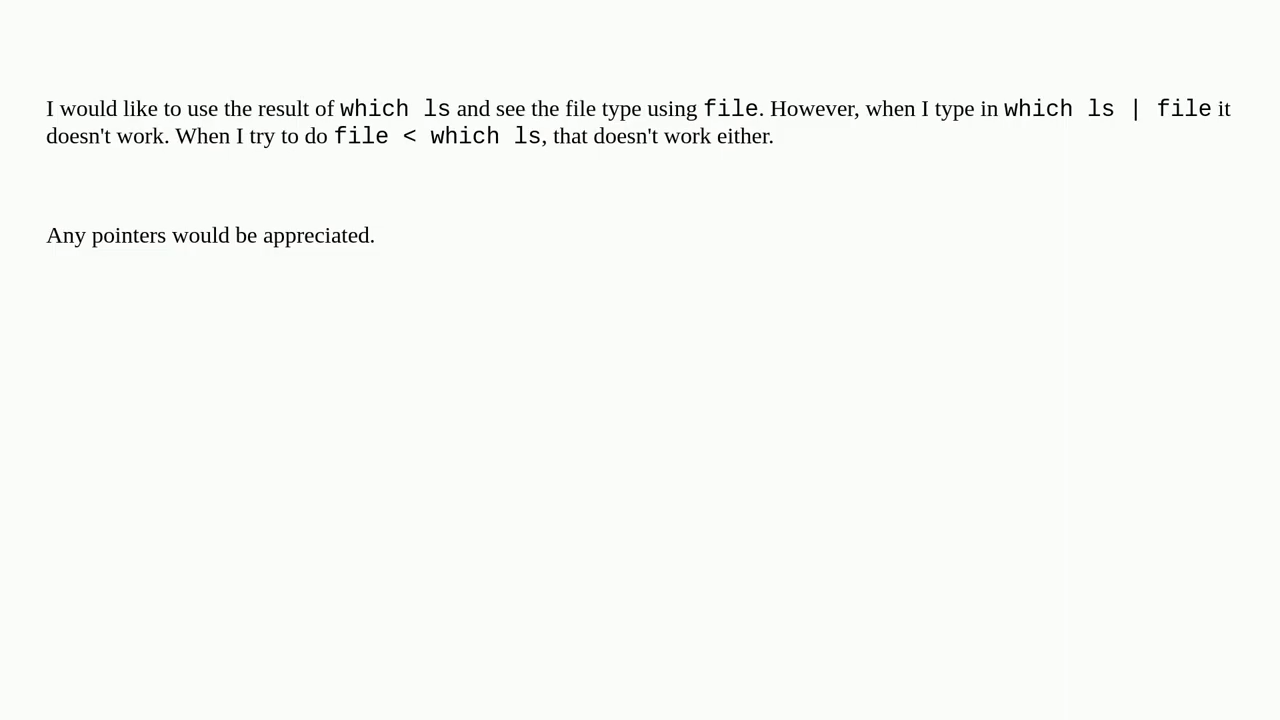 I would like to use the result of which ls and see the file type using file. However, when I type in which ls | file it
doesn't work. When I try to do file < which ls, that doesn't work either.
Any pointers would be appreciated.